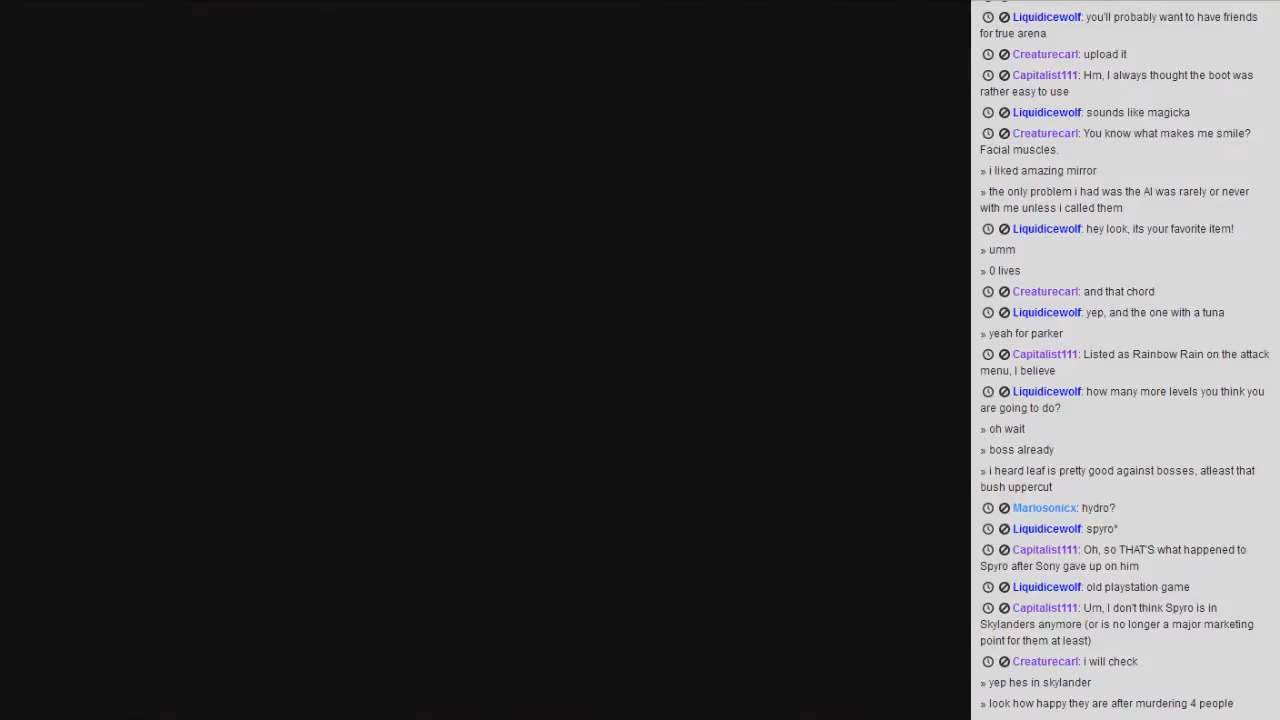 Liquidicewolf: you'll probably want to have friends
for true arena
Creaturecarl: upload it
Capitalist111: Hm, I always thought the boot was
rather easy to use
Liquidicewolf: sounds like magicka
Creaturecarl: You know what makes me smile?
Facial muscles.
» i liked amazing mirror
» the only problem i had was the AI was rarely or never
with me unless i called them
Liquidicewolf: hey look, its your favorite item!
» umm
» 0 lives
Creaturecarl: and that chord
Liquidicewolf: yep, and the one with a tuna
» yeah for parker
Capitalist111: Listed as Rainbow Rain on the attack
menu, I believe
Liquidicewolf: how many more levels you think you
are going to do?
» oh wait
» boss already
» i heard leaf is pretty good against bosses, atleast that
bush uppercut
Mariosonicx: hydro?
Liquidicewolf: spyro*
Capitalist111: Oh, so THAT'S what happened to
Spyro after Sony gave up on him
Liquidicewolf: old playstation game
Capitalist111: Um, I don't think Spyro is in
Skylanders anymore (or is no longer a major marketing
point for them at least)
Creaturecarl: i will check
» yep hes in skylander
» look how happy they are after murdering 4 people